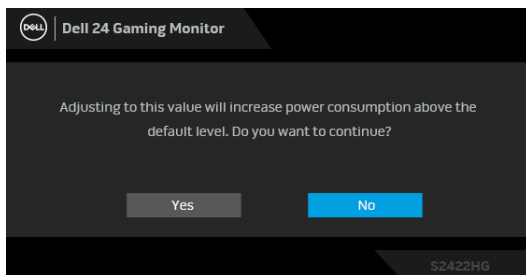 DELL
Dell 24 Gaming Monitor
Adjusting to this value will increase power consumption above the
default level. Do you want to continue?
Yes
No
S2422HG